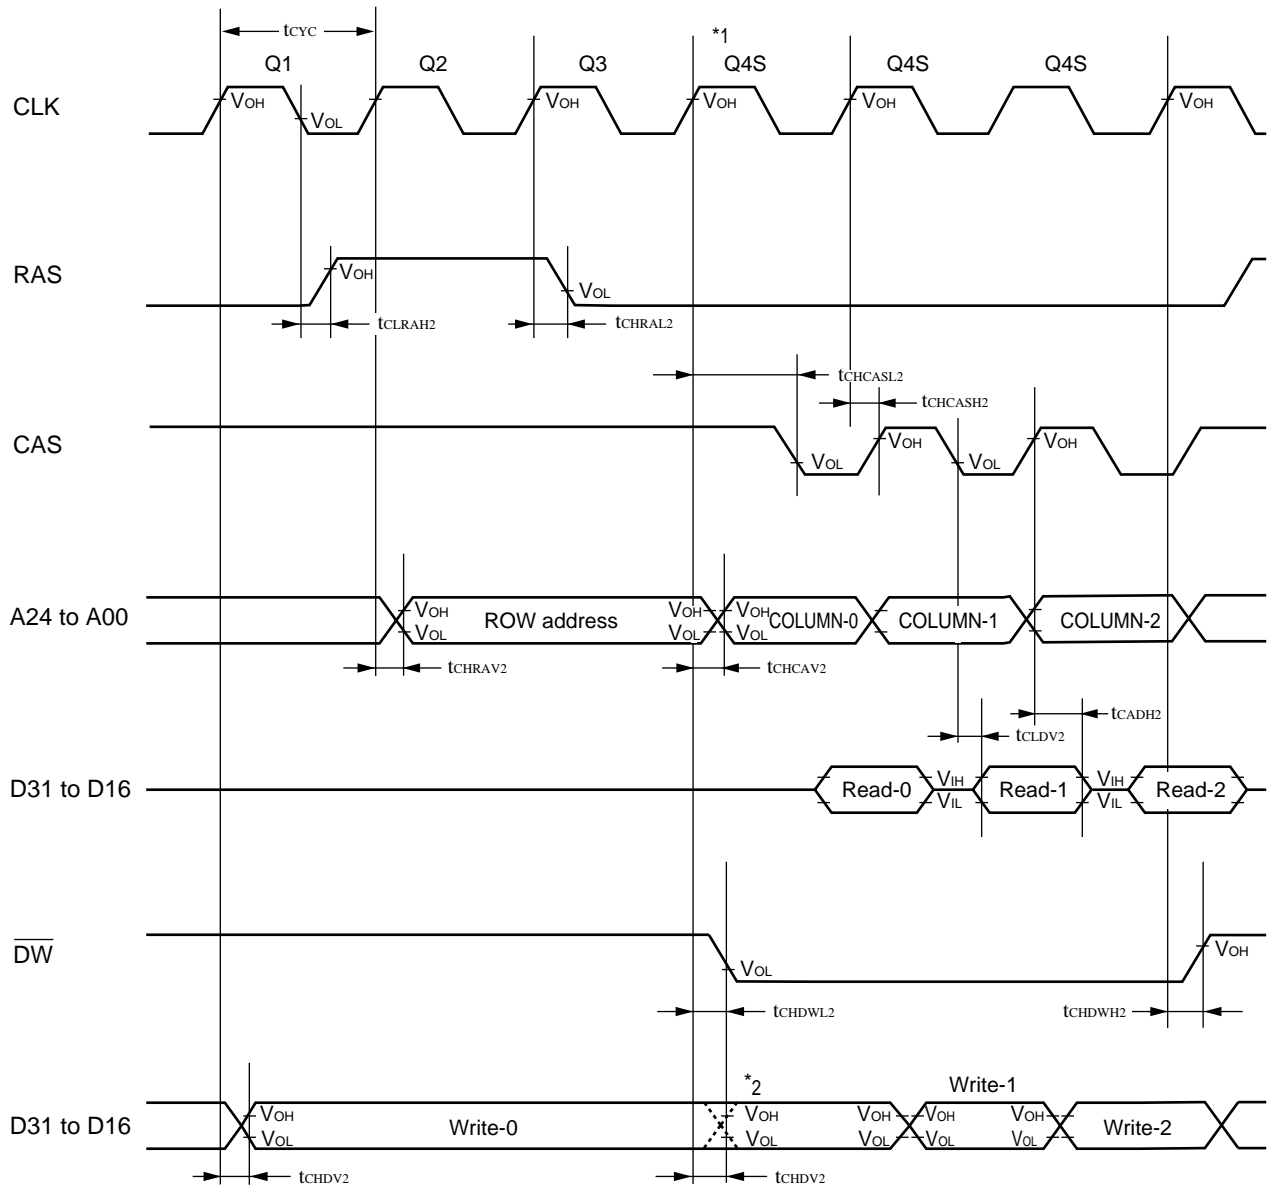 tCYC
*1
Q1 Q2 Q3 Q4S Q4S Q4S
CLK
VOH VOL VOH VOH VOH VOH
RAS
VOH VOL
tCLRAH2 tCHRAL2
tCHCASL2
tCHCASH2
CAS
VOL VOH VOL VOH
A24 to A00
VOH VOL ROW address VOH VOL VOH VOL COLUMN-0 COLUMN-1 COLUMN-2
tCHRAV2 tCHCAV2
tCADH2
tCLDV2
D31 to D16
Read-0 VIH VIL Read-1 VIH VIL Read-2
DW
VOL VOH
tCHDWL2 tCHDWH2
*2
Write-1
D31 to D16
VOH VOL Write-0 VOH VOL VOH VOL VOH VOL VOH VOL Write-2
tCHDV2 tCHDV2